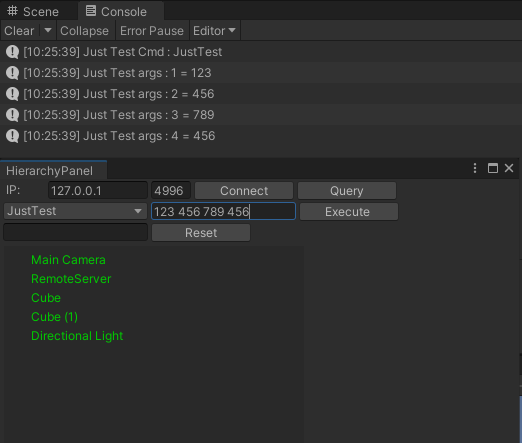 Scene Console
Clear Collapse Error Pause Editor
[10:25:39] Just Test Cmd : JustTest
[10:25:39] Just Test args : 1 = 123
[10:25:39] Just Test args : 2 = 456
[10:25:39] Just Test args : 3 = 789
[10:25:39] Just Test args : 4 = 456
HierarchyPanel
IP: 127.0.0.1 4996 Connect Query
JustTest 123 456 789 456 Execute
Reset
Main Camera
RemoteServer
Cube
Cube (1)
Directional Light